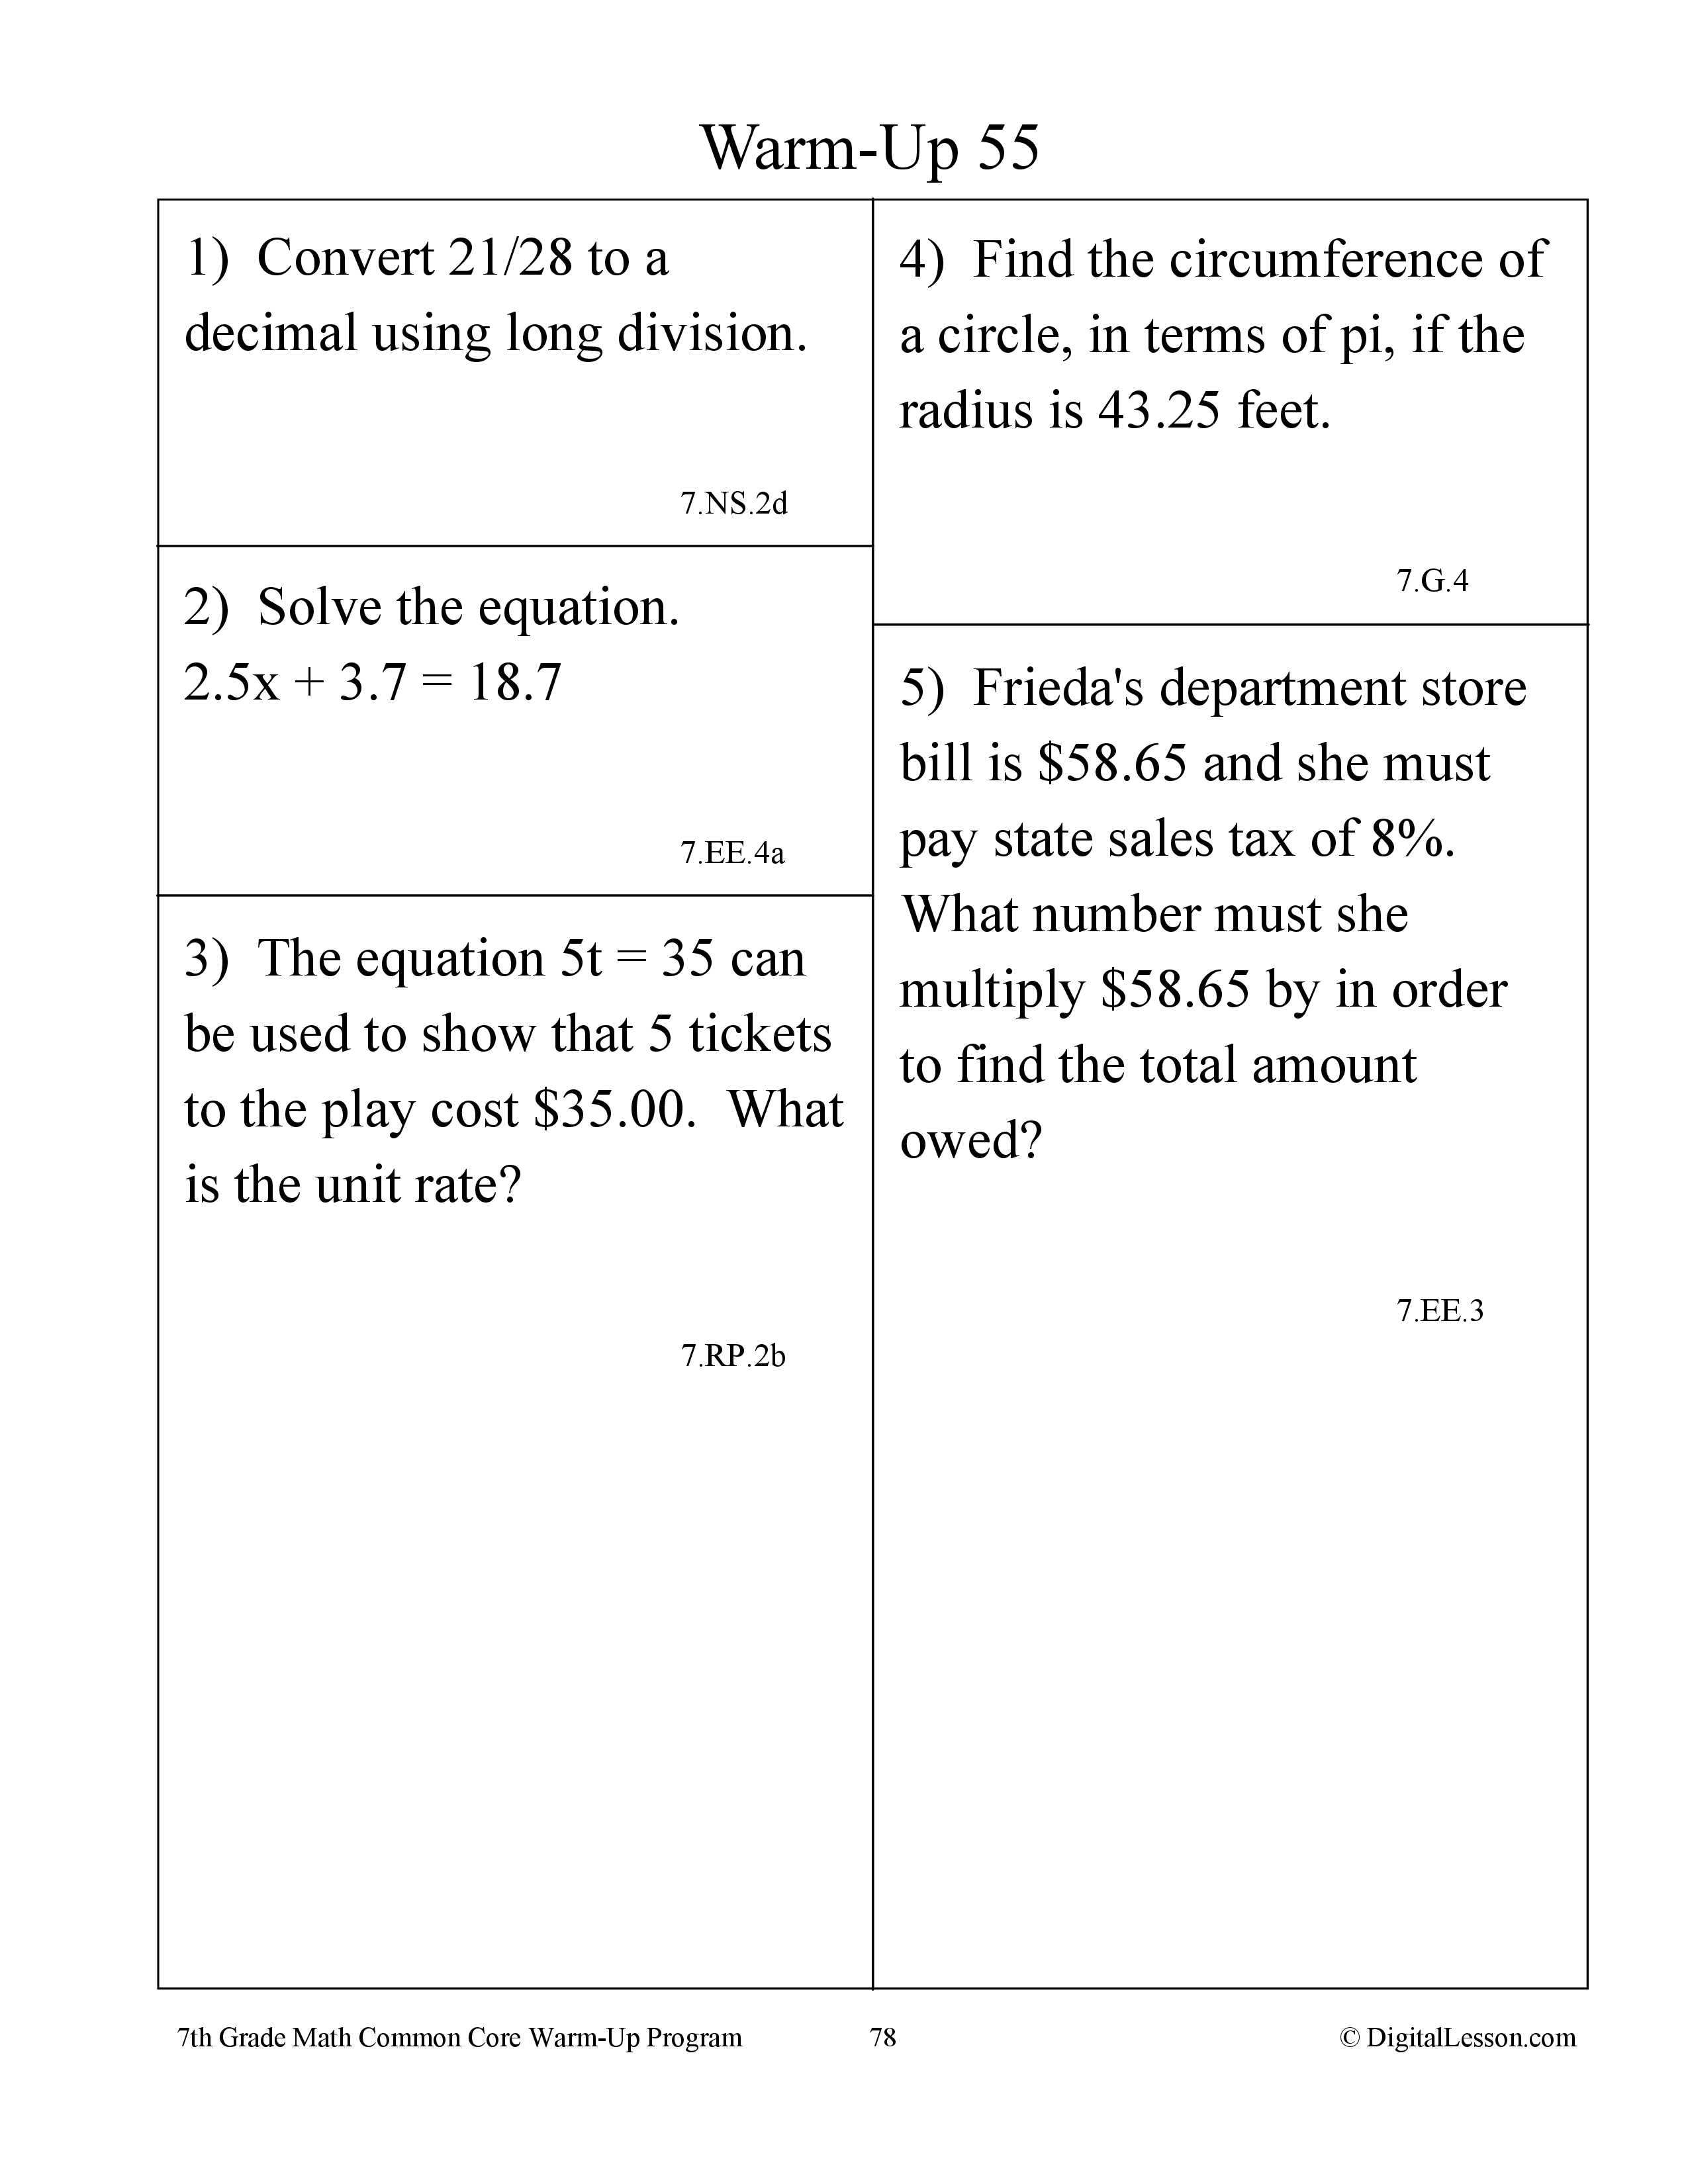 Warm-Up 55
1)  Convert 21/28 to a
decimal using long division.
7.NS.2d
2)  Solve the equation.
2.5x + 3.7 = 18.7
7.EE.4a
3)  The equation 5t = 35 can
be used to show that 5 tickets
to the play cost $35.00.  What
is the unit rate?
7.RP.2b
4)  Find the circumference of
a circle, in terms of pi, if the
radius is 43.25 feet.
7.G.4
5)  Frieda's department store
bill is $58.65 and she must
pay state sales tax of 8%.
What number must she
multiply $58.65 by in order
to find the total amount
owed?
7.EE.3
7th Grade Math Common Core Warm-Up Program 78 © DigitalLesson.com